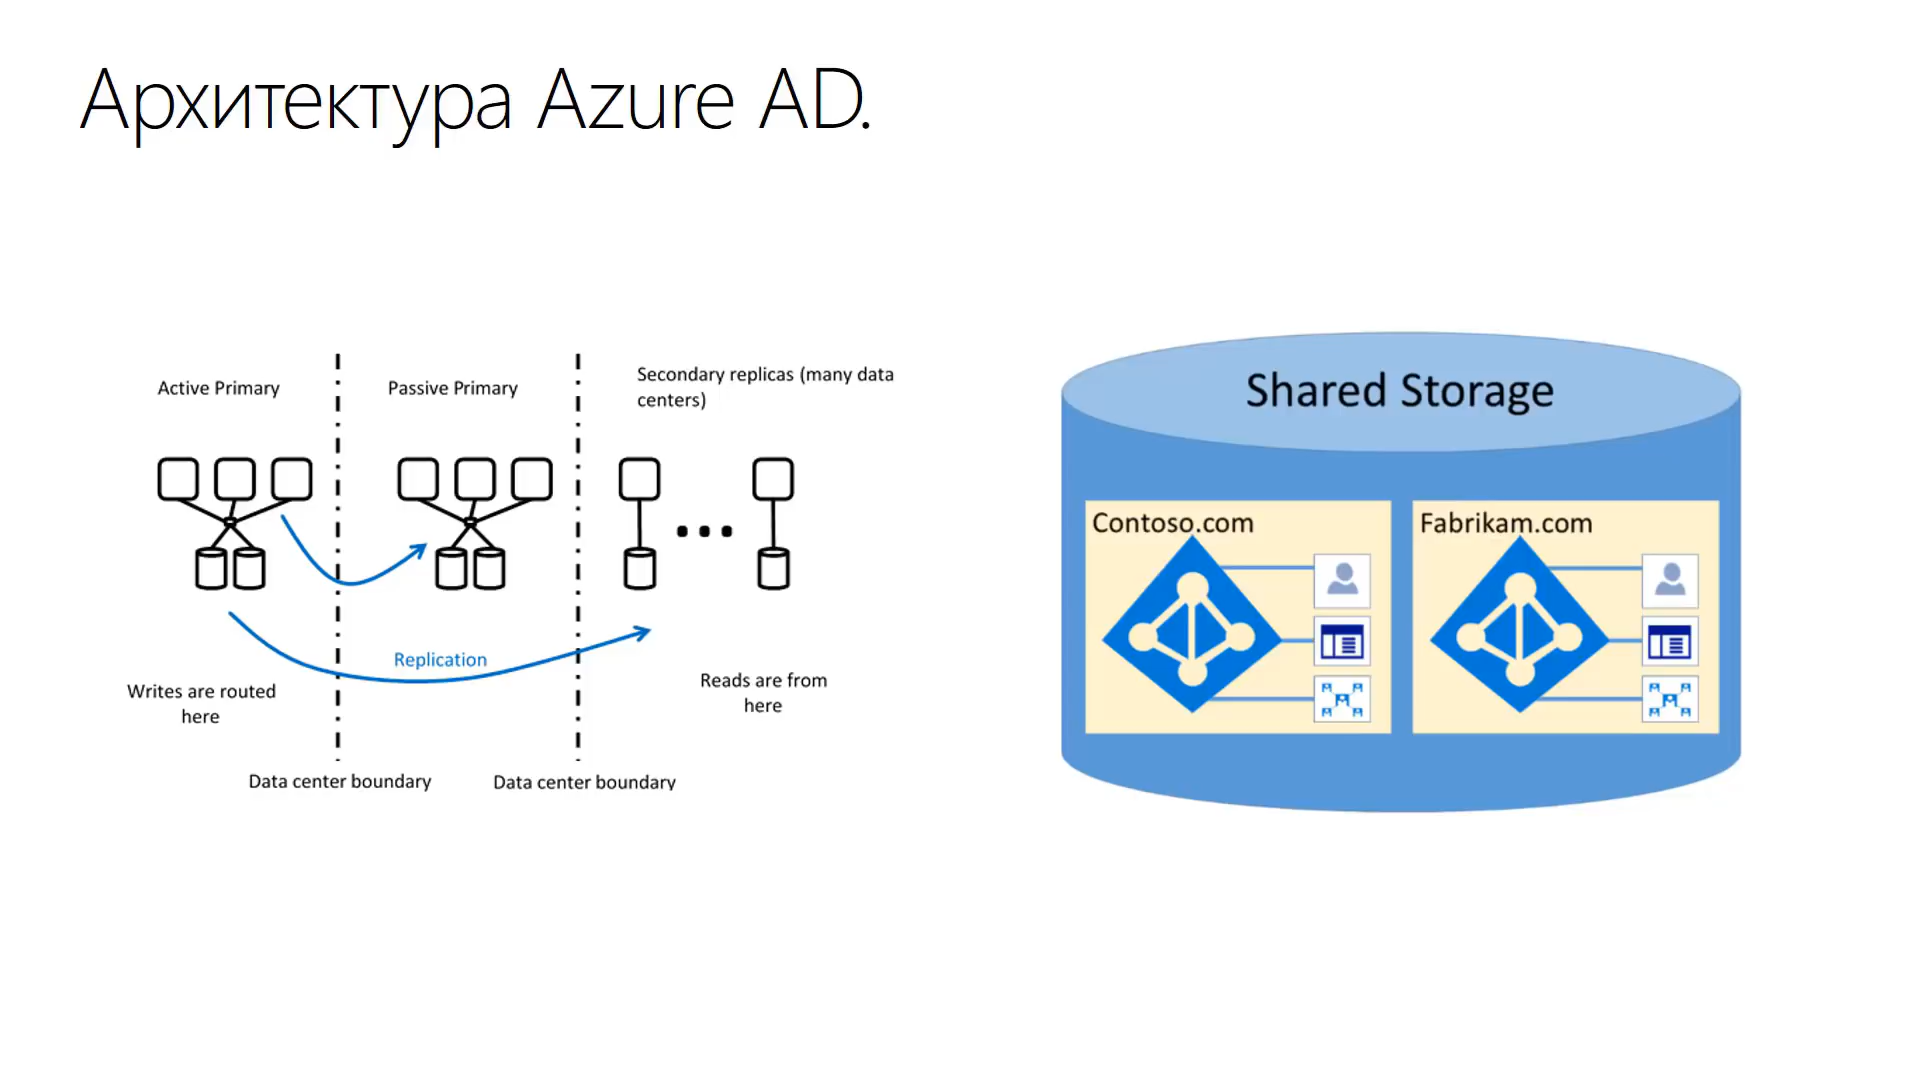 Архитектура Azure AD.
Active Primary
Passive Primary
Secondary replicas (many data
centers)
Replication
Writes are routed
here
Reads are from
here
Data center boundary
Data center boundary
Shared Storage
Contoso.com
Fabrikam.com